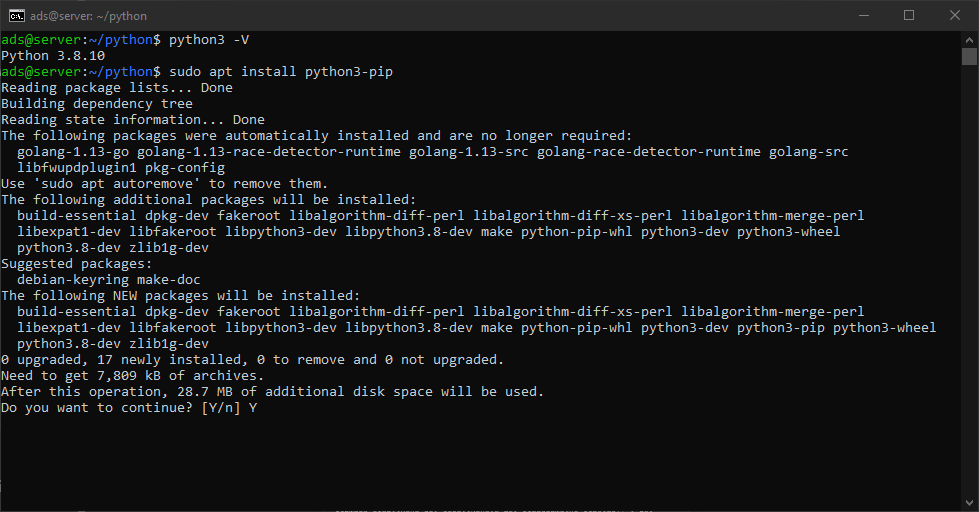 ads@server: ~/python
ads@server:~/python$ python3 -V
Python 3.8.10
ads@server:~/python$ sudo apt install python3-pip
Reading package lists... Done
Building dependency tree
Reading state information... Done
The following packages were automatically installed and are no longer required:
  golang-1.13-go golang-1.13-race-detector-runtime golang-1.13-src golang-race-detector-runtime golang-src
  libfwupdplugin1 pkg-config
Use 'sudo apt autoremove' to remove them.
The following additional packages will be installed:
  build-essential dpkg-dev fakeroot libalgorithm-diff-perl libalgorithm-diff-xs-perl libalgorithm-merge-perl
  libexpat1-dev libfakeroot libpython3-dev libpython3.8-dev make python-pip-whl python3-dev python3-wheel
  python3.8-dev zlib1g-dev
Suggested packages:
  debian-keyring make-doc
The following NEW packages will be installed:
  build-essential dpkg-dev fakeroot libalgorithm-diff-perl libalgorithm-diff-xs-perl libalgorithm-merge-perl
  libexpat1-dev libfakeroot libpython3-dev libpython3.8-dev make python-pip-whl python3-dev python3-pip python3-wheel
  python3.8-dev zlib1g-dev
0 upgraded, 17 newly installed, 0 to remove and 0 not upgraded.
Need to get 7,809 kB of archives.
After this operation, 28.7 MB of additional disk space will be used.
Do you want to continue? [Y/n] Y